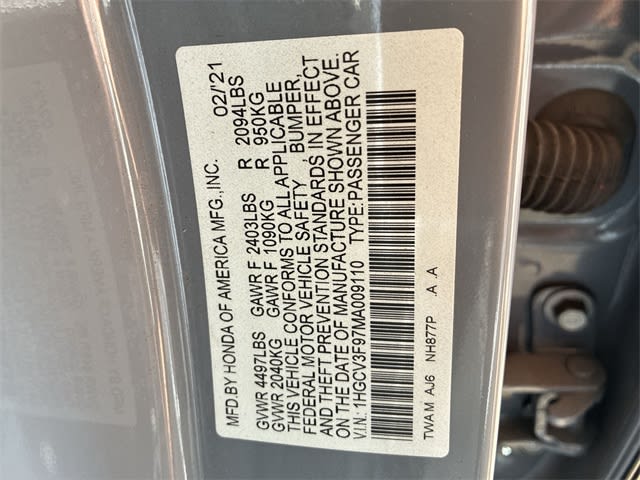 MFD.BY HONDA OF AMERICA MFG.,INC. 02/'21
GVWR 4497LBS GAWR F 2403LBS R 2094LBS
GVWR 2040KG GAWR F 1090KG R 950KG
THIS VEHICLE CONFORMS TO ALL APPLICABLE
FEDERAL MOTOR VEHICLE SAFETY, BUMPER,
AND THEFT PREVENTION STANDARDS IN EFFECT
ON THE DATE OF MANUFACTURE SHOWN ABOVE.
V.I.N.: 1HGCV3F97MA009110 TYPE:PASSENGER CAR
TWA M AJ6 NH877P .A .A